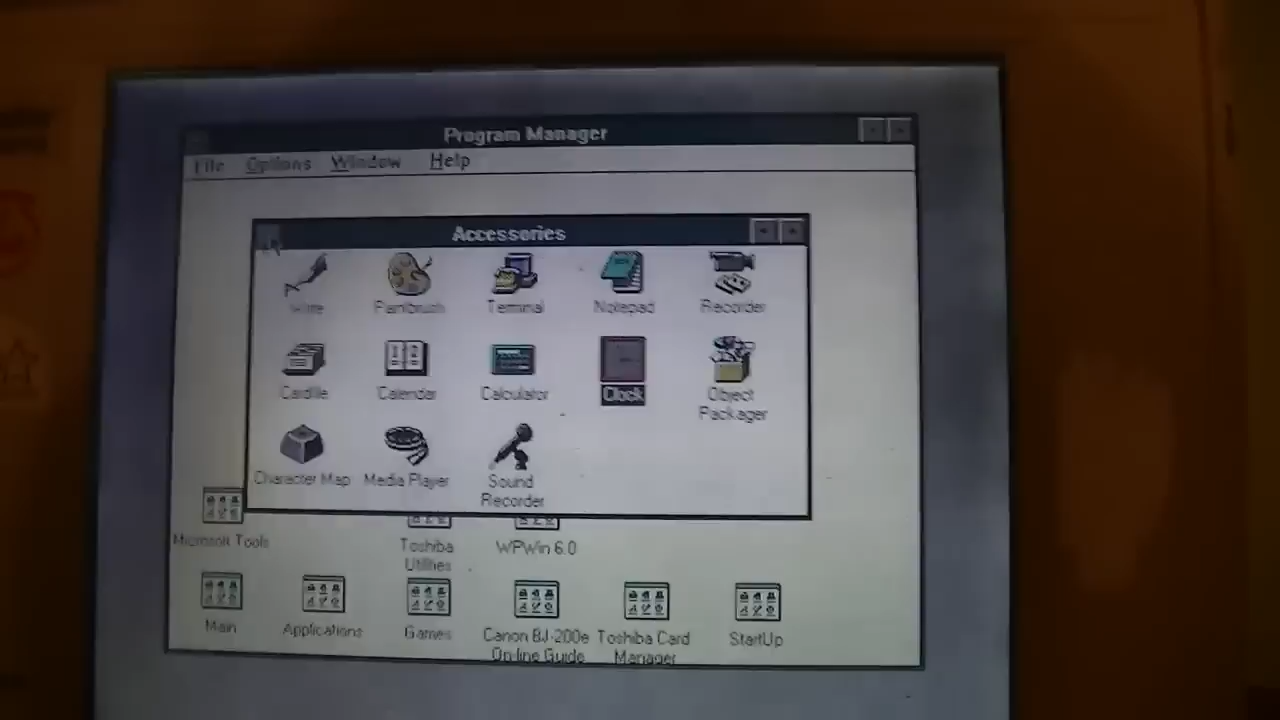 Program Manager
File Options Window Help
Accessories
Write Paintbrush Terminal Notepad Recorder
Cardfile Calendar Calculator Clock Object
Packager
Character Map Media Player Sound
Recorder
Microsoft Tools Toshiba WPWin 6.0
Utilities
Main Applications Games Canon BJ-200e Toshiba Card StartUp
On-line Guide Manager